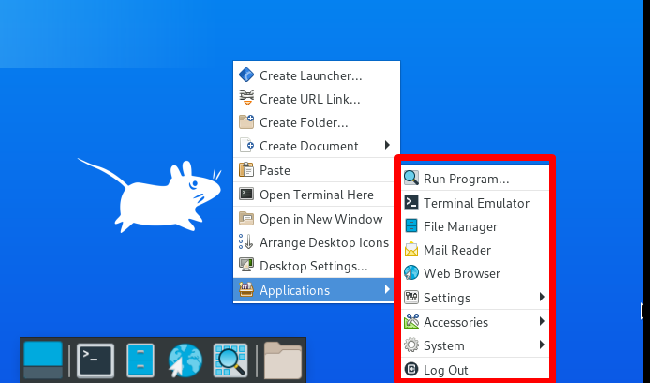 Create Launcher...
Create URL Link...
Create Folder...
Create Document
Paste
Open Terminal Here
Open in New Window
Arrange Desktop Icons
Desktop Settings...
Applications
Run Program...
Terminal Emulator
File Manager
Mail Reader
Web Browser
Settings
Accessories
System
Log Out